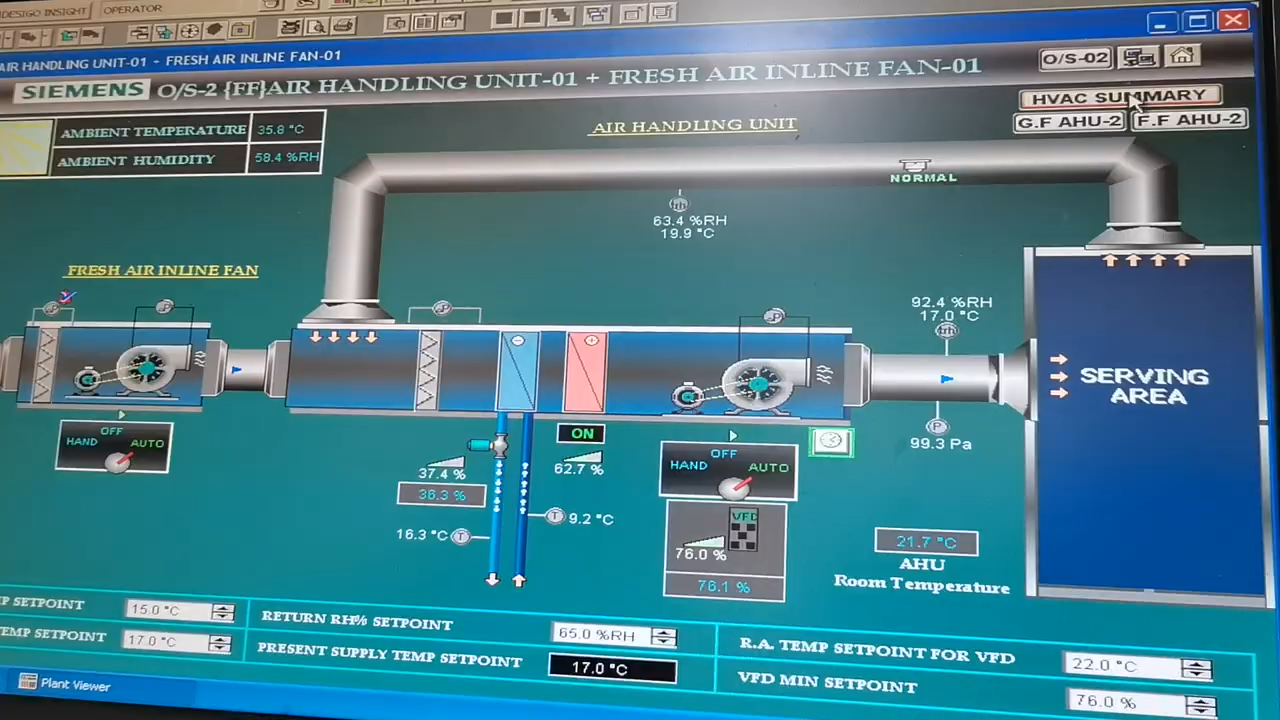 DESIGO INSIGHT OPERATOR
AIR HANDLING UNIT-01 + FRESH AIR INLINE FAN-01
SIEMENS O/S-2 {FF}AIR HANDLING UNIT-01 + FRESH AIR INLINE FAN-01
O/S-02
HVAC SUMMARY
G.F AHU-2 F.F AHU-2
AMBIENT TEMPERATURE 35.8 °C
AMBIENT HUMIDITY 58.4 %RH
AIR HANDLING UNIT
NORMAL
63.4 %RH
19.9 °C
FRESH AIR INLINE FAN
92.4 %RH
17.0 °C
SERVING
AREA
OFF
HAND AUTO
ON
37.4 %
62.7 %
36.3 %
OFF
HAND AUTO
99.3 Pa
16.3 °C T
T 9.2 °C
P
VFD
76.0 %
76.1 %
21.7 °C
AHU
Room Temperature
SETPOINT 15.0 °C
TEMP SETPOINT 17.0 °C
RETURN RH% SETPOINT 65.0 %RH
PRESENT SUPPLY TEMP SETPOINT 17.0 °C
R.A. TEMP SETPOINT FOR VFD 22.0 °C
VFD MIN SETPOINT 76.0 %
Plant Viewer